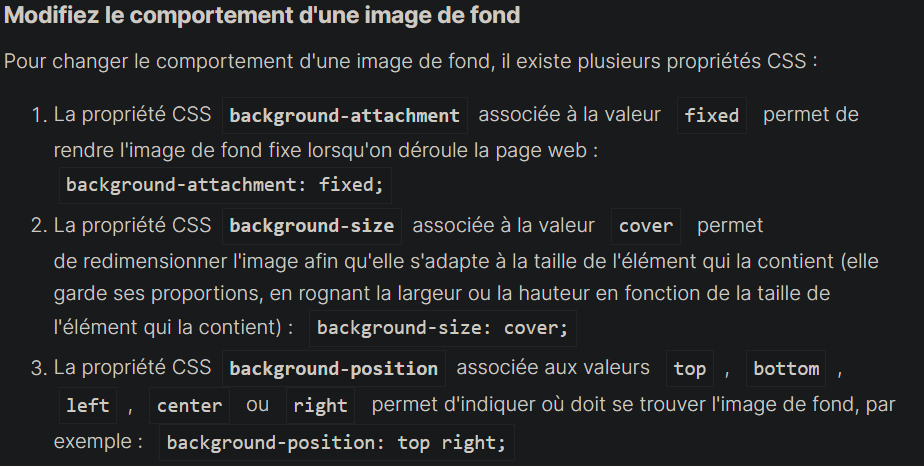 Modifiez le comportement d'une image de fond
Pour changer le comportement d'une image de fond, il existe plusieurs propriétés CSS :
1. La propriété CSS background-attachment associée à la valeur fixed permet de
rendre l'image de fond fixe lorsqu'on déroule la page web :
background-attachment: fixed;
2. La propriété CSS background-size associée à la valeur cover permet
de redimensionner l'image afin qu'elle s'adapte à la taille de l'élément qui la contient (elle
garde ses proportions, en rognant la largeur ou la hauteur en fonction de la taille de
l'élément qui la contient) : background-size: cover;
3. La propriété CSS background-position associée aux valeurs top , bottom ,
left , center ou right permet d'indiquer où doit se trouver l'image de fond, par
exemple : background-position: top right;